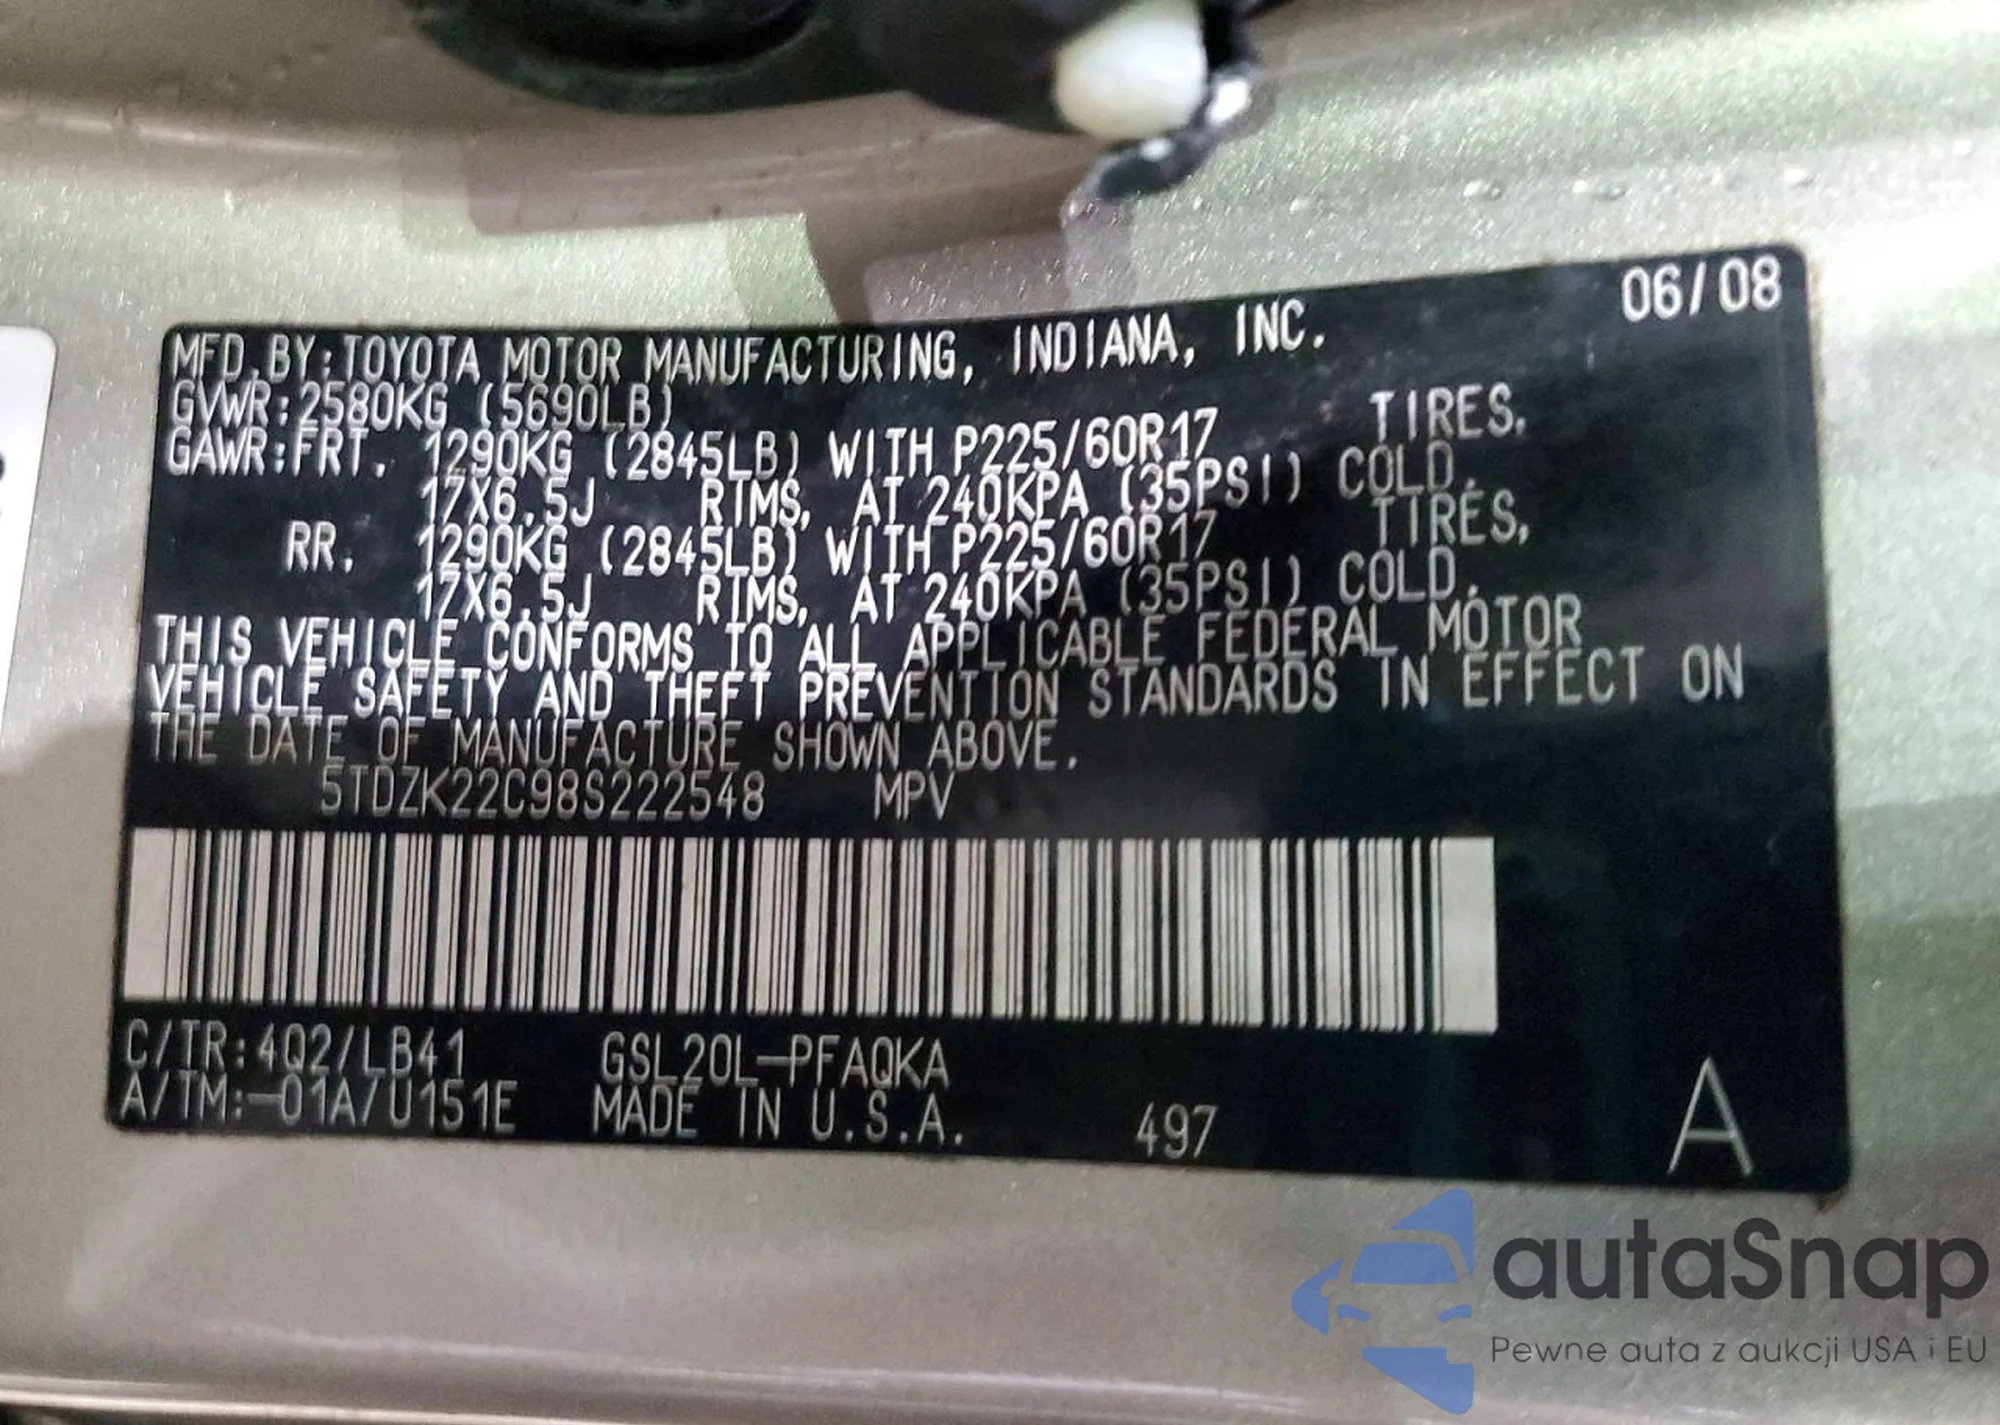 06/08
MFD.BY:TOYOTA MOTOR MANUFACTURING, INDIANA, INC.
GVWR:2580KG (5690LB)
GAWR:FRT. 1290KG (2845LB) WITH P225/60R17 TIRES,
17X6.5J RIMS, AT 240KPA (35PSI) COLD.
RR. 1290KG (2845LB) WITH P225/60R17 TIRES,
17X6.5J RIMS, AT 240KPA (35PSI) COLD.
THIS VEHICLE CONFORMS TO ALL APPLICABLE FEDERAL MOTOR
VEHICLE SAFETY AND THEFT PREVENTION STANDARDS IN EFFECT ON
THE DATE OF MANUFACTURE SHOWN ABOVE.
5TDZK22C98S222548 MPV
C/TR:4Q2/LB41 GSL20L-PFAQKA
A/TM:-01A/U151E MADE IN U.S.A. 497 A
autaSnap
Pewne auta z aukcji USA i EU